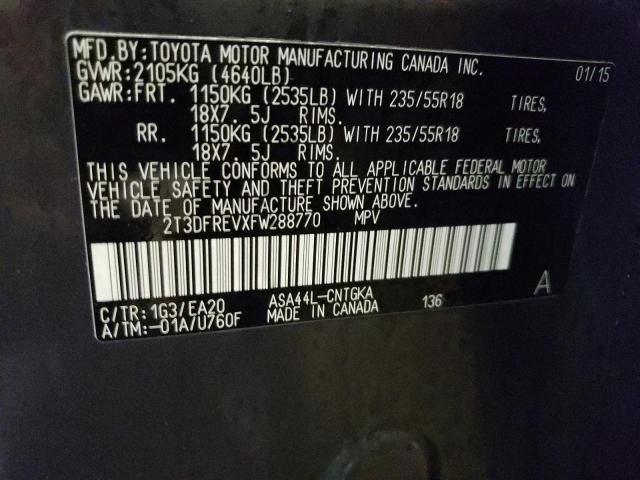 MFD. BY: TOYOTA MOTOR MANUFACTURING CANADA INC. 01/15
GVWR: 2105KG (4640LB)
GAWR: FRT. 1150KG (2535LB) WITH 235/55R18 TIRES,
18X7. 5J RIMS.
RR. 1150KG (2535LB) WITH 235/55R18 TIRES,
18X7. 5J RIMS.
THIS VEHICLE CONFORMS TO ALL APPLICABLE FEDERAL MOTOR
VEHICLE SAFETY AND THEFT PREVENTION STANDARDS IN EFFECT ON
THE DATE OF MANUFACTURE SHOWN ABOVE.
2T3DFREVXFW288770 MPV
A
C/TR: 1G3/EA20 ASA44L-CNTGKA 136
A/TM: -01A/U760F MADE IN CANADA